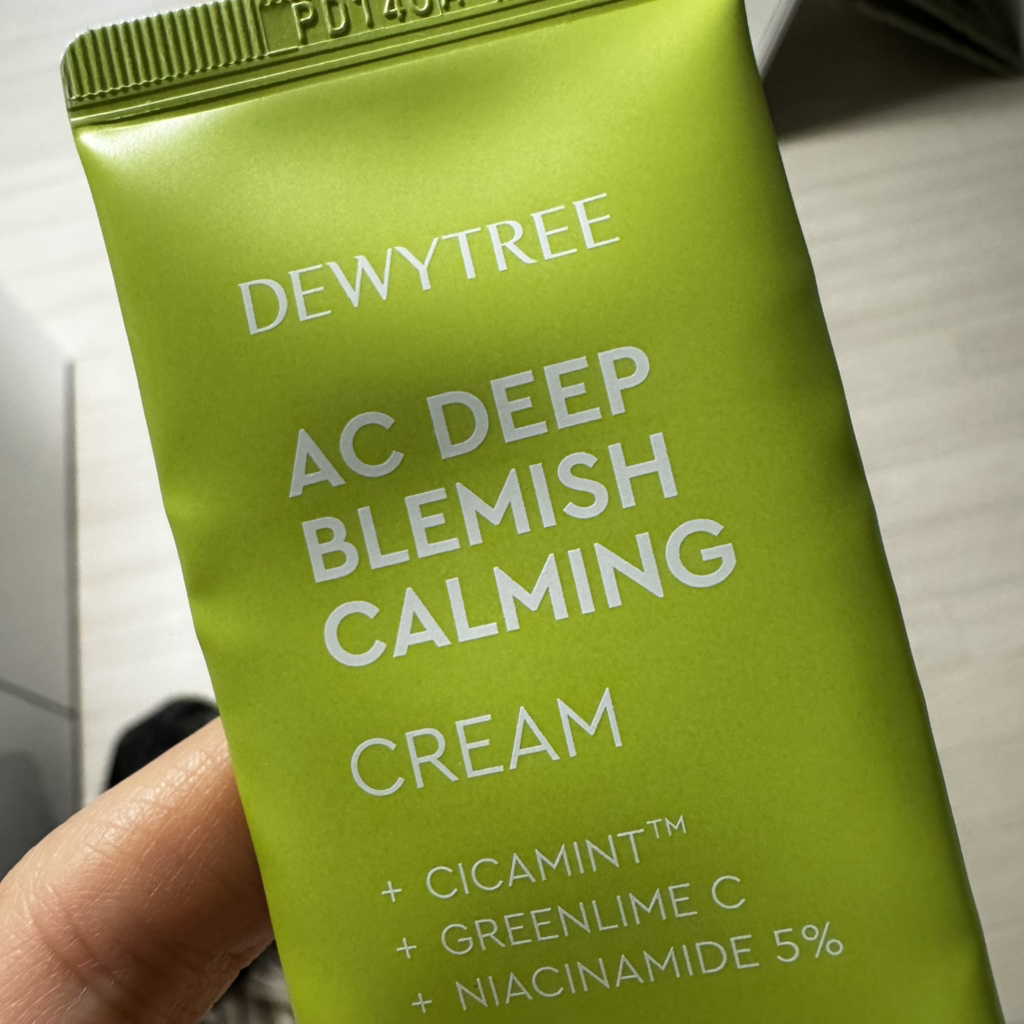 DEWYTREE
AC DEEP
BLEMISH
CALMING
CREAM
+ CICAMINT™
+ GREENLIME C
+ NIACINAMIDE 5%